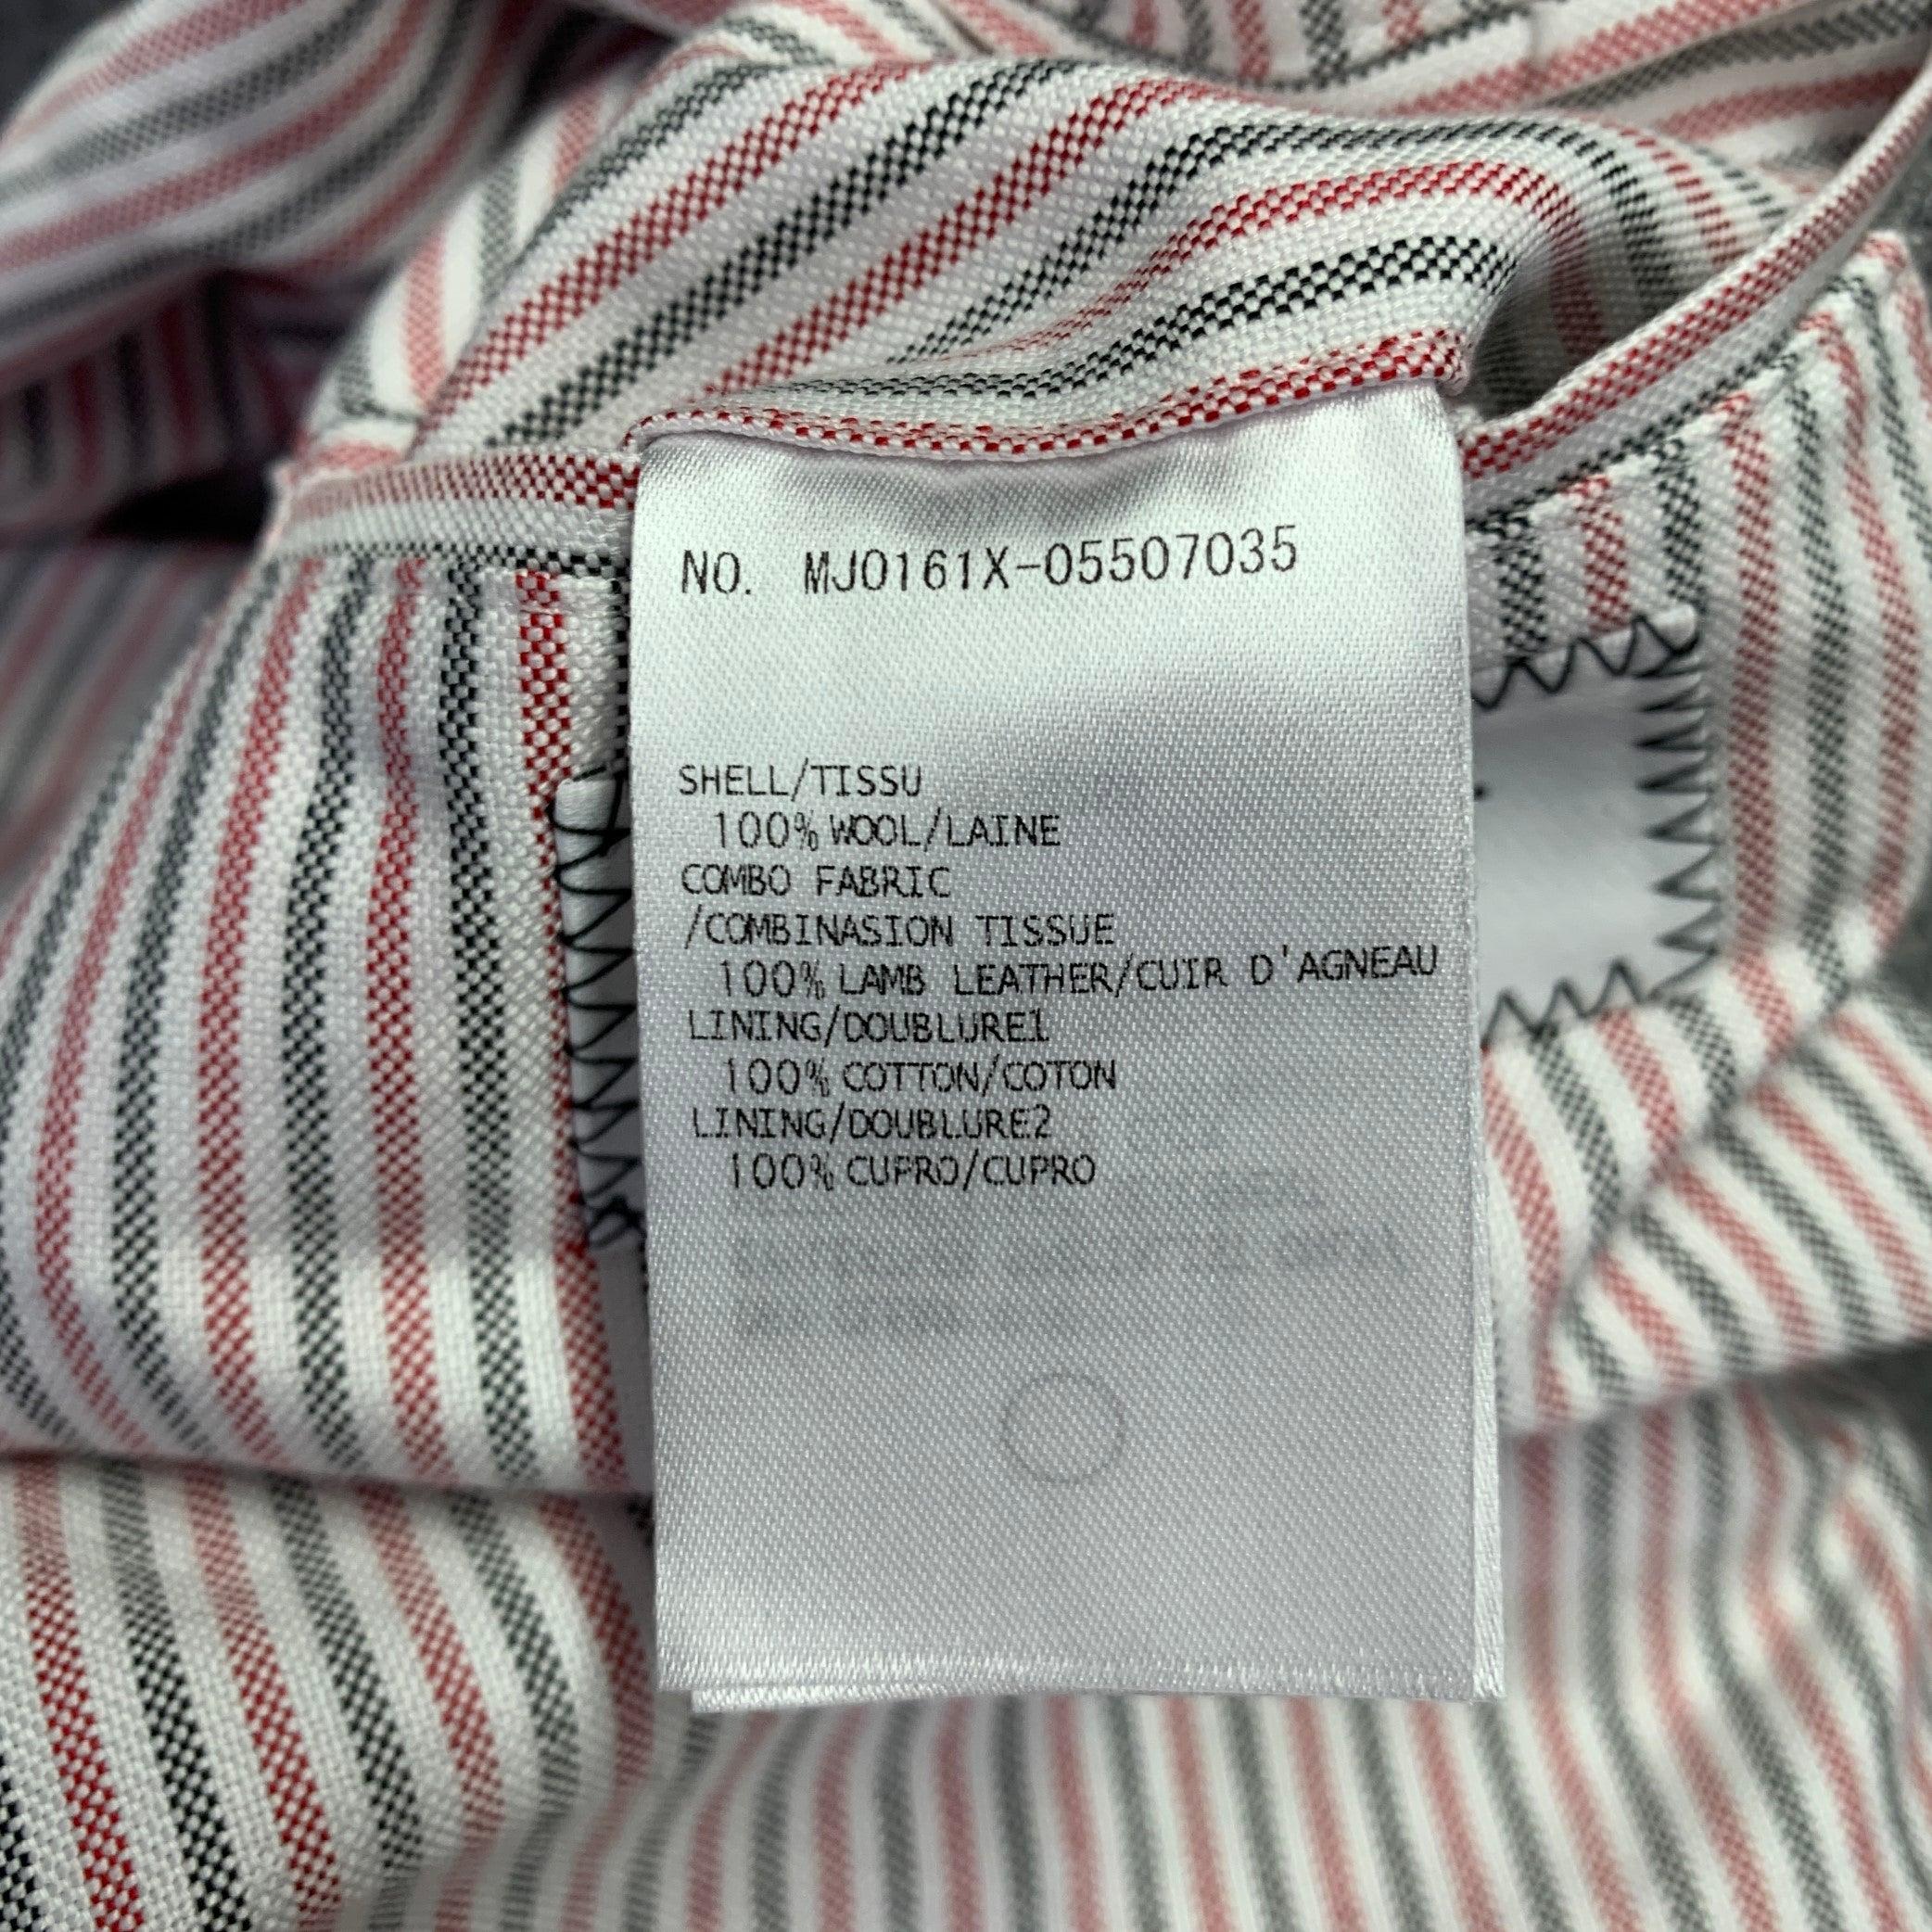 NO. MJ0161X-05507035
SHELL/TISSU
100% WOOL/LAINE
COMBO FABRIC
/COMBINASION TISSUE
100% LAMB LEATHER/CUIR D'AGNEAU
LINING/DOUBLURE1
100% COTTON/COTON
LINING/DOUBLURE2
100% CUPRO/CUPRO